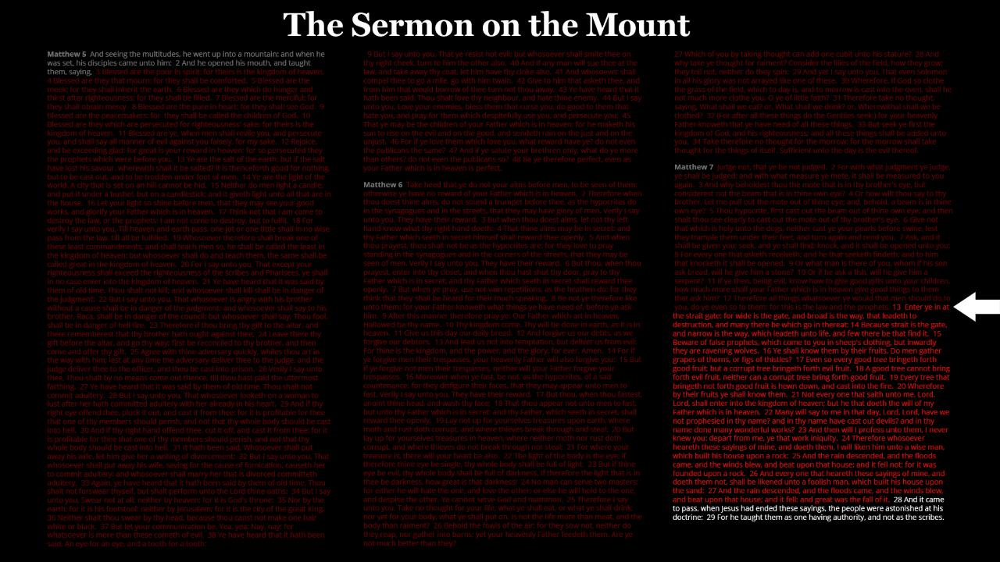 The Sermon on the Mount
Matthew 5 And seeing the multitudes, he went up into a mountain: and when he
was set, his disciples came unto him: 2 And he opened his mouth, and taught
them, saying, 3 Blessed are the poor in spirit: for theirs is the kingdom of heaven.
4 Blessed are they that mourn: for they shall be comforted. 5 Blessed are the
meek: for they shall inherit the earth. 6 Blessed are they which do hunger and
thirst after righteousness: for they shall be filled. 7 Blessed are the merciful: for
they shall obtain mercy. 8 Blessed are the pure in heart: for they shall see God. 9
Blessed are the peacemakers: for they shall be called the children of God. 10
Blessed are they which are persecuted for righteousness' sake: for theirs is the
kingdom of heaven. 11 Blessed are ye, when men shall revile you, and persecute
you, and shall say all manner of evil against you falsely, for my sake. 12 Rejoice,
and be exceeding glad: for great is your reward in heaven: for so persecuted they
the prophets which were before you. 13 Ye are the salt of the earth: but if the salt
have lost his savour, wherewith shall it be salted? it is thenceforth good for nothing,
but to be cast out, and to be trodden under foot of men. 14 Ye are the light of the
world. A city that is set on an hill cannot be hid. 15 Neither do men light a candle,
and put it under a bushel, but on a candlestick; and it giveth light unto all that are in
the house. 16 Let your light so shine before men, that they may see your good
works, and glorify your Father which is in heaven. 17 Think not that I am come to
destroy the law, or the prophets: I am not come to destroy, but to fulfil. 18 For
verily I say unto you, Till heaven and earth pass, one jot or one tittle shall in no wise
pass from the law, till all be fulfilled. 19 Whosoever therefore shall break one of
these least commandments, and shall teach men so, he shall be called the least in
the kingdom of heaven: but whosoever shall do and teach them, the same shall be
called great in the kingdom of heaven. 20 For I say unto you, That except your
righteousness shall exceed the righteousness of the scribes and Pharisees, ye shall
in no case enter into the kingdom of heaven. 21 Ye have heard that it was said by
them of old time, Thou shalt not kill; and whosoever shall kill shall be in danger of
the judgment: 22 But I say unto you, That whosoever is angry with his brother
without a cause shall be in danger of the judgment: and whosoever shall say to his
brother, Raca, shall be in danger of the council: but whosoever shall say, Thou fool,
shall be in danger of hell fire. 23 Therefore if thou bring thy gift to the altar, and
there rememberest that thy brother hath ought against thee; 24 Leave there thy
gift before the altar, and go thy way; first be reconciled to thy brother, and then
come and offer thy gift. 25 Agree with thine adversary quickly, whiles thou art in
the way with him; lest at any time the adversary deliver thee to the judge, and the
judge deliver thee to the officer, and thou be cast into prison. 26 Verily I say unto
thee, Thou shalt by no means come out thence, till thou hast paid the uttermost
farthing. 27 Ye have heard that it was said by them of old time, Thou shalt not
commit adultery: 28 But I say unto you, That whosoever looketh on a woman to
lust after her hath committed adultery with her already in his heart. 29 And if thy
right eye offend thee, pluck it out, and cast it from thee: for it is profitable for thee
that one of thy members should perish, and not that thy whole body should be cast
into hell. 30 And if thy right hand offend thee, cut it off, and cast it from thee: for it
is profitable for thee that one of thy members should perish, and not that thy
whole body should be cast into hell. 31 It hath been said, Whosoever shall put
away his wife, let him give her a writing of divorcement: 32 But I say unto you, That
whosoever shall put away his wife, saving for the cause of fornication, causeth her
to commit adultery: and whosoever shall marry her that is divorced committeth
adultery. 33 Again, ye have heard that it hath been said by them of old time, Thou
shalt not forswear thyself, but shalt perform unto the Lord thine oaths: 34 But I say
unto you, Swear not at all; neither by heaven; for it is God's throne: 35 Nor by the
earth; for it is his footstool: neither by Jerusalem; for it is the city of the great King.
36 Neither shalt thou swear by thy head, because thou canst not make one hair
white or black. 37 But let your communication be, Yea, yea; Nay, nay: for
whatsoever is more than these cometh of evil. 38 Ye have heard that it hath been
said, An eye for an eye, and a tooth for a tooth:
9 But I say unto you, That ye resist not evil: but whosoever shall smite thee on
thy right cheek, turn to him the other also. 40 And if any man will sue thee at the
law, and take away thy coat, let him have thy cloke also. 41 And whosoever shall
compel thee to go a mile, go with him twain. 42 Give to him that asketh thee, and
from him that would borrow of thee turn not thou away. 43 Ye have heard that it
hath been said, Thou shalt love thy neighbour, and hate thine enemy. 44 But I say
unto you, Love your enemies, bless them that curse you, do good to them that
hate you, and pray for them which despitefully use you, and persecute you; 45
That ye may be the children of your Father which is in heaven: for he maketh his
sun to rise on the evil and on the good, and sendeth rain on the just and on the
unjust. 46 For if ye love them which love you, what reward have ye? do not even
the publicans the same? 47 And if ye salute your brethren only, what do ye more
than others? do not even the publicans so? 48 Be ye therefore perfect, even as
your Father which is in heaven is perfect.
Matthew 6 Take heed that ye do not your alms before men, to be seen of them:
otherwise ye have no reward of your Father which is in heaven. 2 Therefore when
thou doest thine alms, do not sound a trumpet before thee, as the hypocrites do
in the synagogues and in the streets, that they may have glory of men. Verily I say
unto you, They have their reward. 3 But when thou doest alms, let not thy left
hand know what thy right hand doeth: 4 That thine alms may be in secret: and
thy Father which seeth in secret himself shall reward thee openly. 5 And when
thou prayest, thou shalt not be as the hypocrites are: for they love to pray
standing in the synagogues and in the corners of the streets, that they may be
seen of men. Verily I say unto you, They have their reward. 6 But thou, when thou
prayest, enter into thy closet, and when thou hast shut thy door, pray to thy
Father which is in secret; and thy Father which seeth in secret shall reward thee
openly. 7 But when ye pray, use not vain repetitions, as the heathen do: for they
think that they shall be heard for their much speaking. 8 Be not ye therefore like
unto them: for your Father knoweth what things ye have need of, before ye ask
him. 9 After this manner therefore pray ye: Our Father which art in heaven,
Hallowed be thy name. 10 Thy kingdom come. Thy will be done in earth, as it is in
heaven. 11 Give us this day our daily bread. 12 And forgive us our debts, as we
forgive our debtors. 13 And lead us not into temptation, but deliver us from evil:
For thine is the kingdom, and the power, and the glory, for ever. Amen. 14 For if
ye forgive men their trespasses, your heavenly Father will also forgive you: 15 But
if ye forgive not men their trespasses, neither will your Father forgive your
trespasses. 16 Moreover when ye fast, be not, as the hypocrites, of a sad
countenance: for they disfigure their faces, that they may appear unto men to
fast. Verily I say unto you, They have their reward. 17 But thou, when thou fastest,
anoint thine head, and wash thy face; 18 That thou appear not unto men to fast,
but unto thy Father which is in secret: and thy Father, which seeth in secret, shall
reward thee openly. 19 Lay not up for yourselves treasures upon earth, where
moth and rust doth corrupt, and where thieves break through and steal: 20 But
lay up for yourselves treasures in heaven, where neither moth nor rust doth
corrupt, and where thieves do not break through nor steal: 21 For where your
treasure is, there will your heart be also. 22 The light of the body is the eye: if
therefore thine eye be single, thy whole body shall be full of light. 23 But if thine
eye be evil, thy whole body shall be full of darkness. If therefore the light that is in
thee be darkness, how great is that darkness! 24 No man can serve two masters:
for either he will hate the one, and love the other; or else he will hold to the one,
and despise the other. Ye cannot serve God and mammon. 25 Therefore I say
unto you, Take no thought for your life, what ye shall eat, or what ye shall drink;
nor yet for your body, what ye shall put on. Is not the life more than meat, and the
body than raiment? 26 Behold the fowls of the air: for they sow not, neither do
they reap, nor gather into barns; yet your heavenly Father feedeth them. Are ye
not much better than they?
27 Which of you by taking thought can add one cubit unto his stature? 28 And
why take ye thought for raiment? Consider the lilies of the field, how they grow;
they toil not, neither do they spin: 29 And yet I say unto you, That even Solomon
in all his glory was not arrayed like one of these. 30 Wherefore, if God so clothe
the grass of the field, which to day is, and to morrow is cast into the oven, shall he
not much more clothe you, O ye of little faith? 31 Therefore take no thought,
saying, What shall we eat? or, What shall we drink? or, Wherewithal shall we be
clothed? 32 (For after all these things do the Gentiles seek:) for your heavenly
Father knoweth that ye have need of all these things. 33 But seek ye first the
kingdom of God, and his righteousness; and all these things shall be added unto
you. 34 Take therefore no thought for the morrow: for the morrow shall take
thought for the things of itself. Sufficient unto the day is the evil thereof.
Matthew 7 Judge not, that ye be not judged. 2 For with what judgment ye judge,
ye shall be judged: and with what measure ye mete, it shall be measured to you
again. 3 And why beholdest thou the mote that is in thy brother's eye, but
considerest not the beam that is in thine own eye? 4 Or how wilt thou say to thy
brother, Let me pull out the mote out of thine eye; and, behold, a beam is in thine
own eye? 5 Thou hypocrite, first cast out the beam out of thine own eye; and then
shalt thou see clearly to cast out the mote out of thy brother's eye. 6 Give not
that which is holy unto the dogs, neither cast ye your pearls before swine, lest
they trample them under their feet, and turn again and rend you. 7 Ask, and it
shall be given you; seek, and ye shall find; knock, and it shall be opened unto you:
8 For every one that asketh receiveth; and he that seeketh findeth; and to him
that knocketh it shall be opened. 9 Or what man is there of you, whom if his son
ask bread, will he give him a stone? 10 Or if he ask a fish, will he give him a
serpent? 11 If ye then, being evil, know how to give good gifts unto your children,
how much more shall your Father which is in heaven give good things to them
that ask him? 12 Therefore all things whatsoever ye would that men should do to
you, do ye even so to them: for this is the law and the prophets. 13 Enter ye in at
the strait gate: for wide is the gate, and broad is the way, that leadeth to
destruction, and many there be which go in thereat: 14 Because strait is the gate,
and narrow is the way, which leadeth unto life, and few there be that find it. 15
Beware of false prophets, which come to you in sheep's clothing, but inwardly
they are ravening wolves. 16 Ye shall know them by their fruits. Do men gather
grapes of thorns, or figs of thistles? 17 Even so every good tree bringeth forth
good fruit; but a corrupt tree bringeth forth evil fruit. 18 A good tree cannot bring
forth evil fruit, neither can a corrupt tree bring forth good fruit. 19 Every tree that
bringeth not forth good fruit is hewn down, and cast into the fire. 20 Wherefore
by their fruits ye shall know them. 21 Not every one that saith unto me, Lord,
Lord, shall enter into the kingdom of heaven; but he that doeth the will of my
Father which is in heaven. 22 Many will say to me in that day, Lord, Lord, have we
not prophesied in thy name? and in thy name have cast out devils? and in thy
name done many wonderful works? 23 And then will I profess unto them, I never
knew you: depart from me, ye that work iniquity. 24 Therefore whosoever
heareth these sayings of mine, and doeth them, I will liken him unto a wise man,
which built his house upon a rock: 25 And the rain descended, and the floods
came, and the winds blew, and beat upon that house; and it fell not: for it was
founded upon a rock. 26 And every one that heareth these sayings of mine, and
doeth them not, shall be likened unto a foolish man, which built his house upon
the sand: 27 And the rain descended, and the floods came, and the winds blew,
and beat upon that house; and it fell: and great was the fall of it. 28 And it came
to pass, when Jesus had ended these sayings, the people were astonished at his
doctrine: 29 For he taught them as one having authority, and not as the scribes.